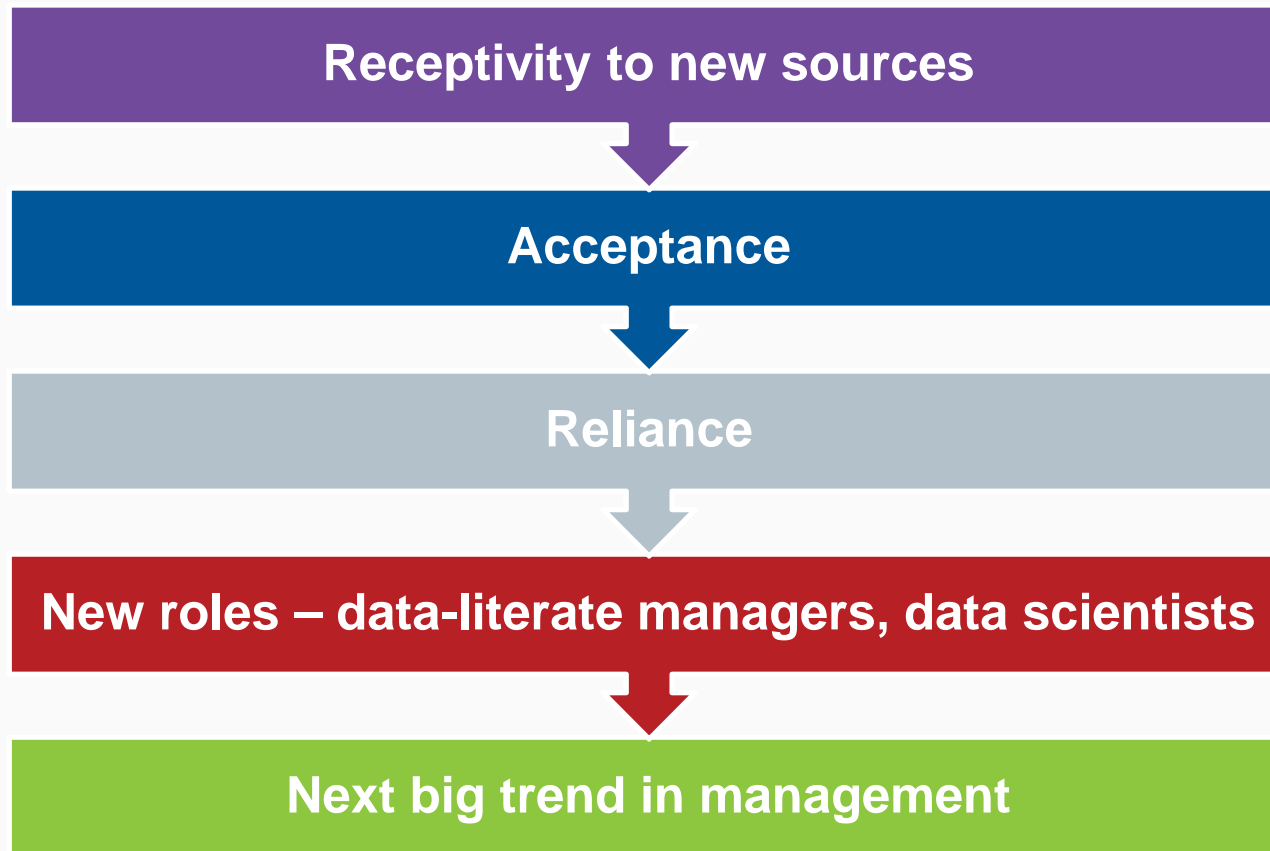 Receptivity to new sources
Acceptance
Reliance
New roles – data-literate managers, data scientists
Next big trend in management